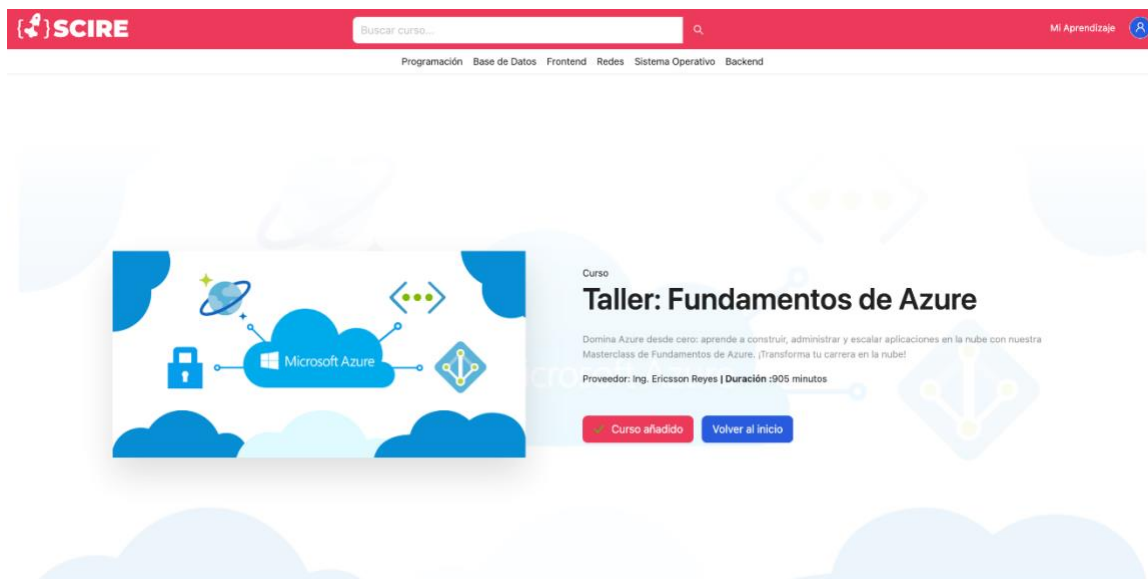 { }SCIRE
Buscar curso...
Mi Aprendizaje
Programación Base de Datos Frontend Redes Sistema Operativo Backend
Microsoft Azure
Curso
Taller: Fundamentos de Azure
Domina Azure desde cero: aprende a construir, administrar y escalar aplicaciones en la nube con nuestra
Masterclass de Fundamentos de Azure. ¡Transforma tu carrera en la nube!
Proveedor: Ing. Ericsson Reyes | Duración :905 minutos
Curso añadido
Volver al inicio